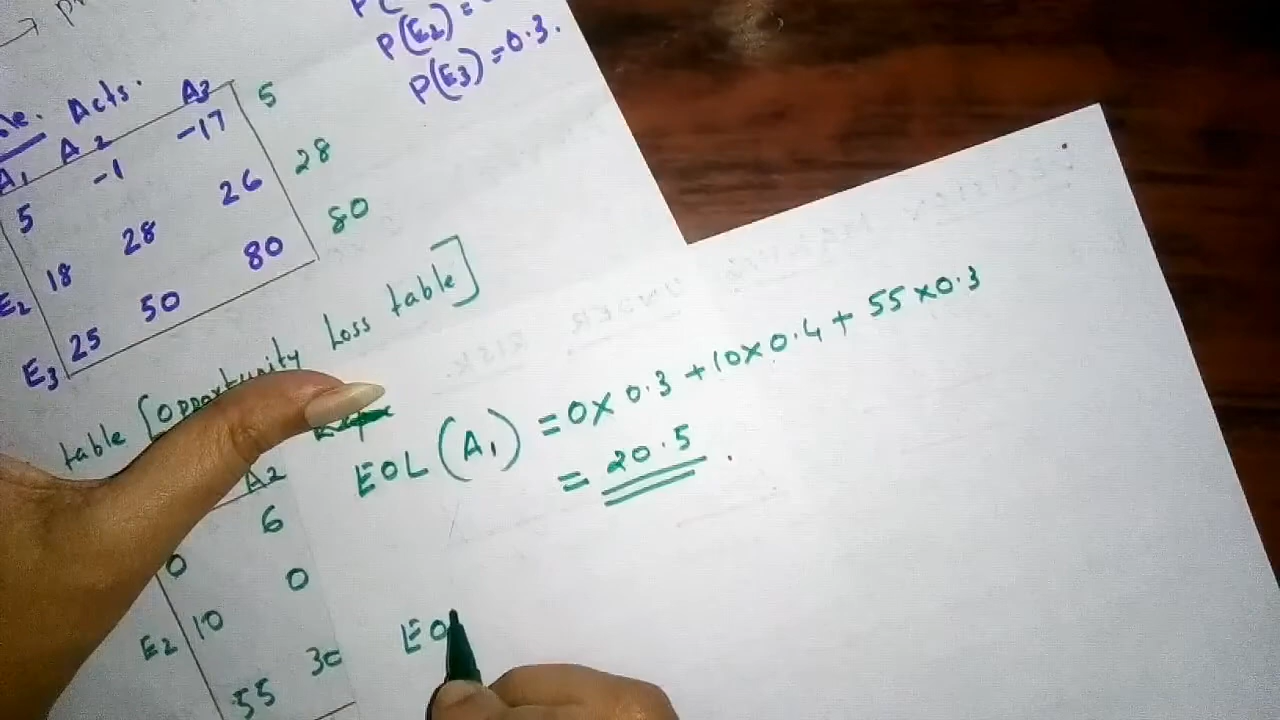 P(E2) =
P(E3) = 0.3.
Acts.
A1 A2 A3
5 -1 -17 5
E2 18 28 26 28
E3 25 50 80 80
table [Opportunity Loss table]
A2
0 6
E2 10 0
55 30
EOL (A1) = 0 x 0.3 + 10 x 0.4 + 55 x 0.3
= 20.5.
EO